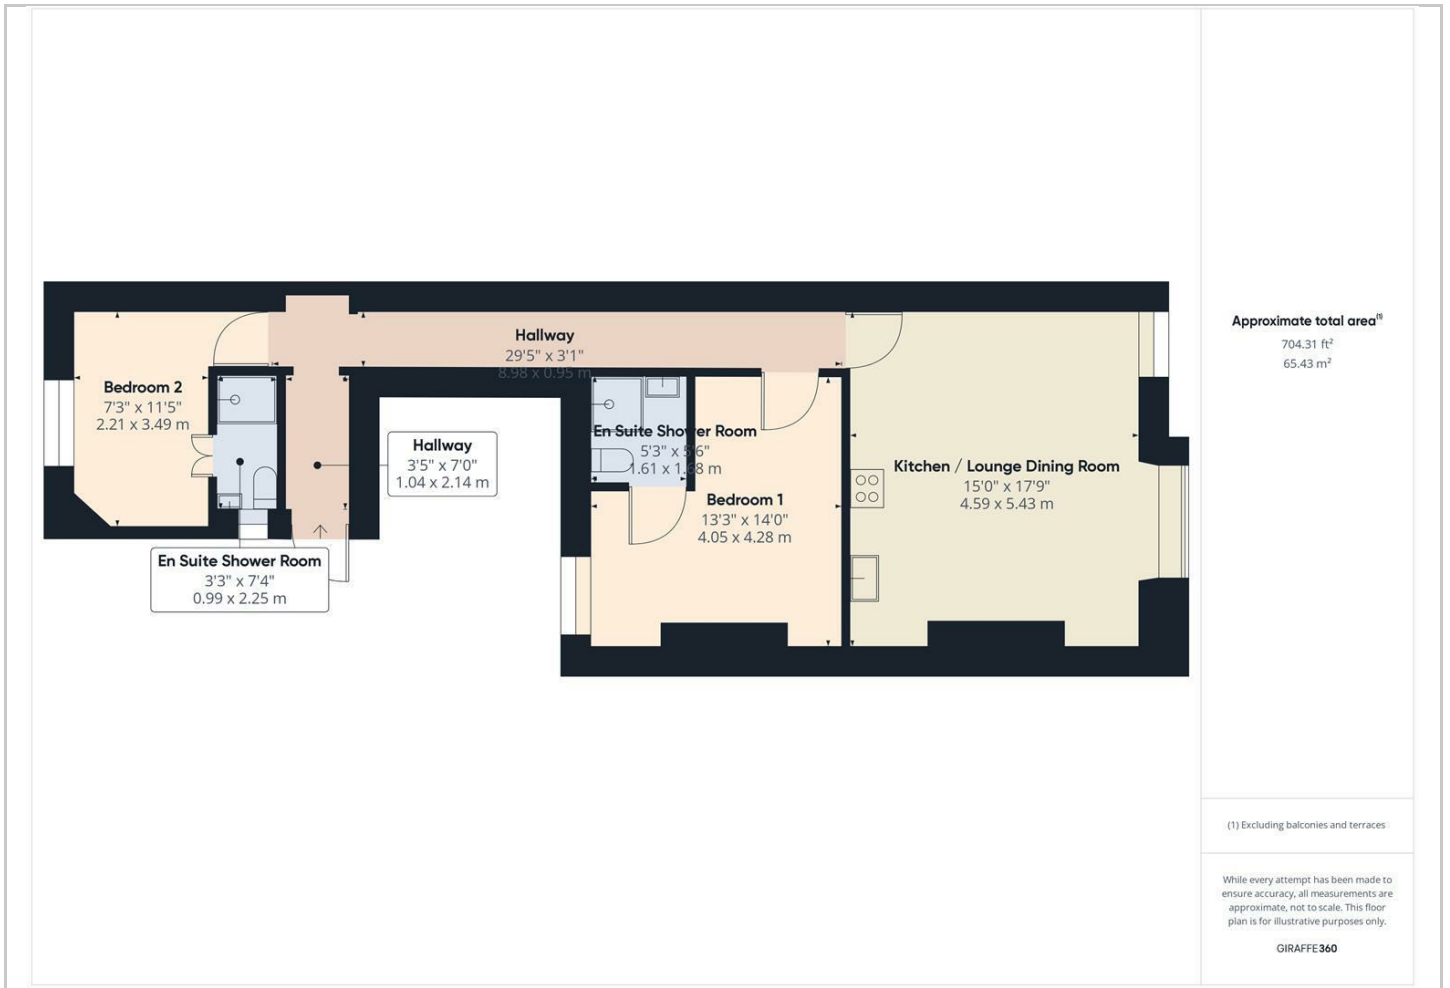 Hallway
29'5" x 3'1"
8.98 x 0.95 m
Bedroom 2
7'3" x 11'5"
2.21 x 3.49 m
En Suite Shower Room
5'3" x 5'6"
1.61 x 1.68 m
Hallway
3'5" x 7'0"
1.04 x 2.14 m
Kitchen / Lounge Dining Room
15'0" x 17'9"
4.59 x 5.43 m
Bedroom 1
13'3" x 14'0"
4.05 x 4.28 m
En Suite Shower Room
3'3" x 7'4"
0.99 x 2.25 m
Approximate total area(1)
704.31 ft²
65.43 m²
(1) Excluding balconies and terraces
While every attempt has been made to
ensure accuracy, all measurements are
approximate, not to scale. This floor
plan is for illustrative purposes only.
GIRAFFE360